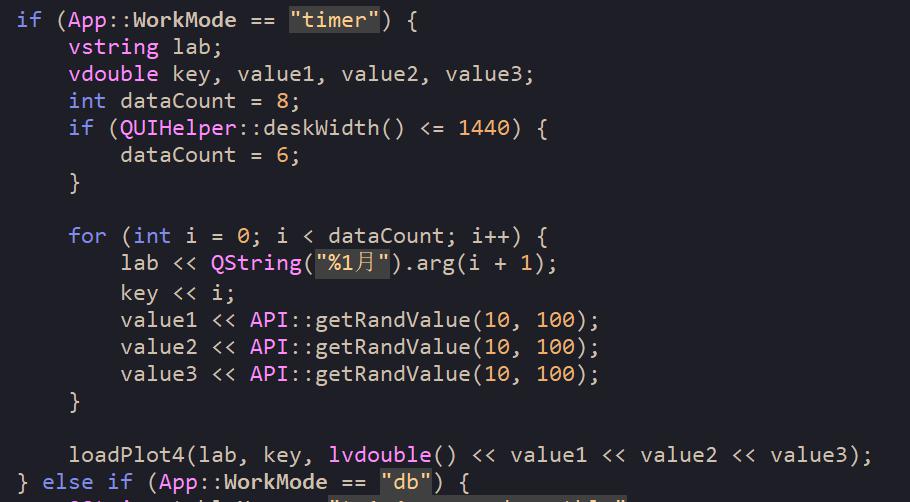 if (App::WorkMode == "timer") {
vstring lab;
vdouble key, value1, value2, value3;
int dataCount = 8;
if (QUIHelper::deskWidth() <= 1440) {
dataCount = 6;
}
for (int i = 0; i < dataCount; i++) {
lab << QString("%1月").arg(i + 1);
key << i;
value1 << API::getRandValue(10, 100);
value2 << API::getRandValue(10, 100);
value3 << API::getRandValue(10, 100);
}
loadPlot4(lab, key, lvdouble() << value1 << value2 << value3);
} else if (App::WorkMode == "db") {